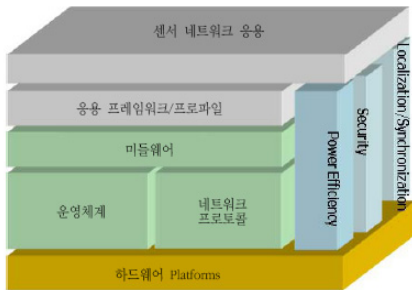 센서 네트워크 응용
응용 프레임워크/프로파일
미들웨어
운영체계
네트워크
프로토콜
하드웨어 Platforms
Power Efficiency
Security
Localization/Synchronization